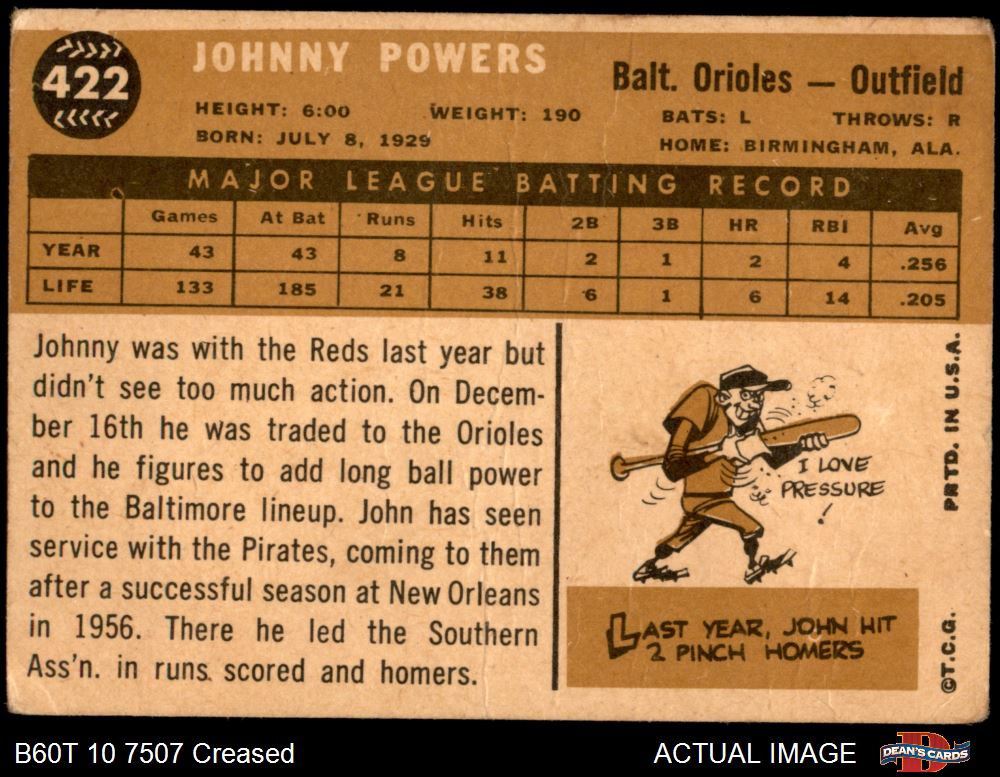 422
JOHNNY POWERS
Balt. Orioles — Outfield
HEIGHT: 6:00 WEIGHT: 190 BATS: L THROWS: R
BORN: JULY 8, 1929 HOME: BIRMINGHAM, ALA.
MAJOR LEAGUE BATTING RECORD
Games At Bat Runs Hits 2B 3B HR RBI Avg
YEAR 43 43 8 11 2 1 2 4 .256
LIFE 133 185 21 38 6 1 6 14 .205
Johnny was with the Reds last year but
didn't see too much action. On Decem-
ber 16th he was traded to the Orioles
and he figures to add long ball power
to the Baltimore lineup. John has seen
service with the Pirates, coming to them
after a successful season at New Orleans
in 1956. There he led the Southern
Ass'n. in runs scored and homers.
I LOVE
PRESSURE
!
LAST YEAR, JOHN HIT
2 PINCH HOMERS
PRTD. IN U.S.A.
©T.C.G.
B60T 10 7507 Creased
ACTUAL IMAGE
DEAN'S CARDS